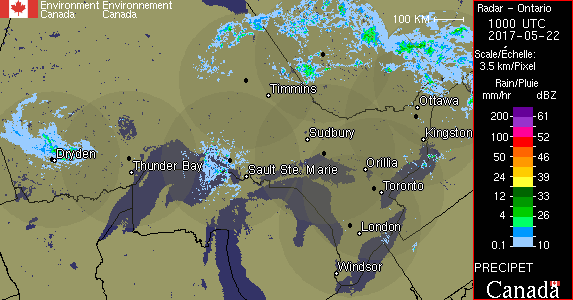 Environment Environnement
Canada Canada
100 KM
Timmins
Ottawa
Sudbury
Kingston
Dryden
Thunder Bay
Sault Ste. Marie
Orillia
Toronto
London
Windsor
Radar - Ontario
1000 UTC
2017-05-22
Scale/Échelle:
3.5 km/Pixel
Rain/Pluie
mm/hr dBZ
200 61
100 52
50 46
24 39
12 33
4 26
0.1 10
PRECIPET
Canada